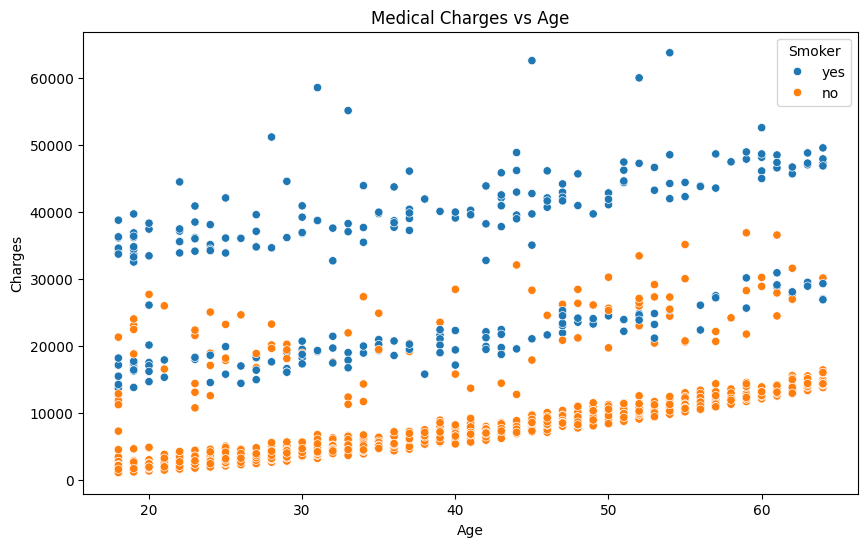 Medical Charges vs Age
Smoker
yes
no
60000
50000
40000
30000
20000
10000
0
Charges
20
30
40
50
60
Age